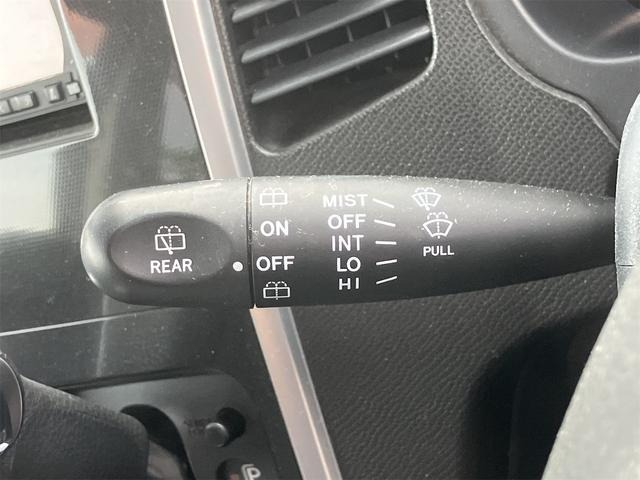 REAR
ON
OFF
MIST
OFF
INT
LO
HI
PULL
P